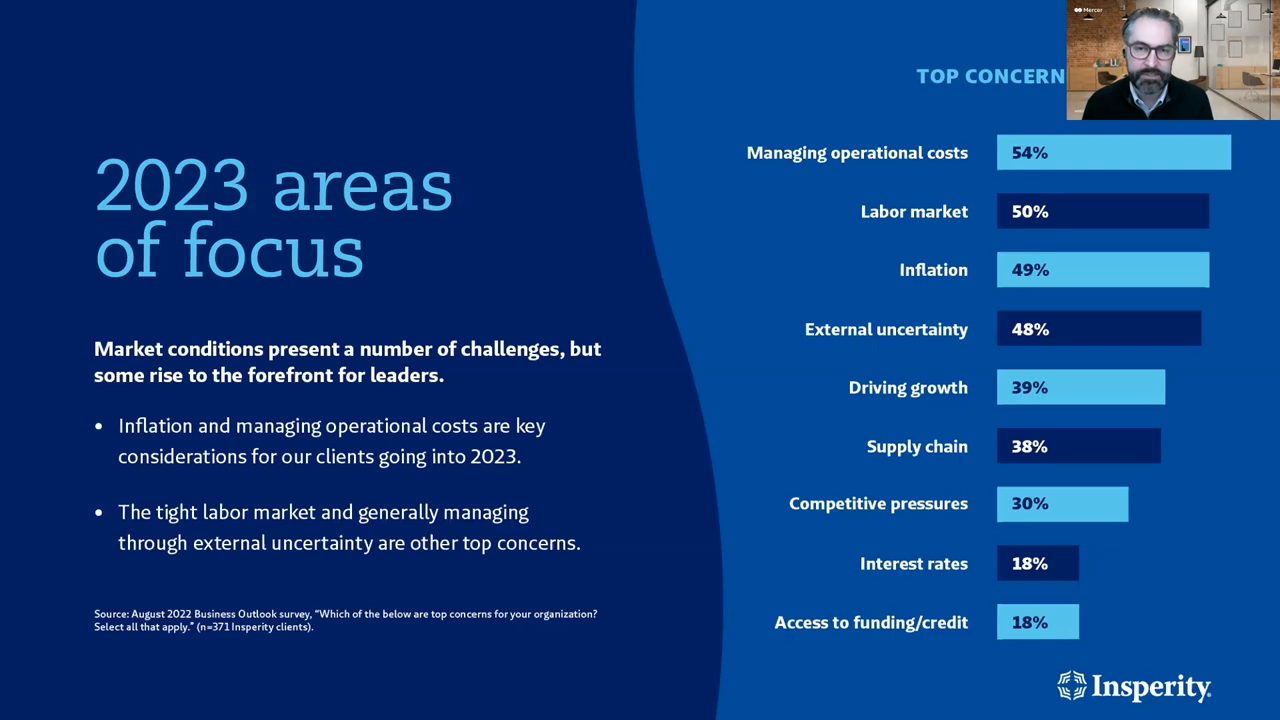 2023 areas
of focus
Market conditions present a number of challenges, but
some rise to the forefront for leaders.
• Inflation and managing operational costs are key
considerations for our clients going into 2023.
• The tight labor market and generally managing
through external uncertainty are other top concerns.
Source: August 2022 Business Outlook survey, “Which of the below are top concerns for your organization?
Select all that apply.” (n=371 Insperity clients).
Mercer
TOP CONCERN
Managing operational costs 54%
Labor market 50%
Inflation 49%
External uncertainty 48%
Driving growth 39%
Supply chain 38%
Competitive pressures 30%
Interest rates 18%
Access to funding/credit 18%
Insperity